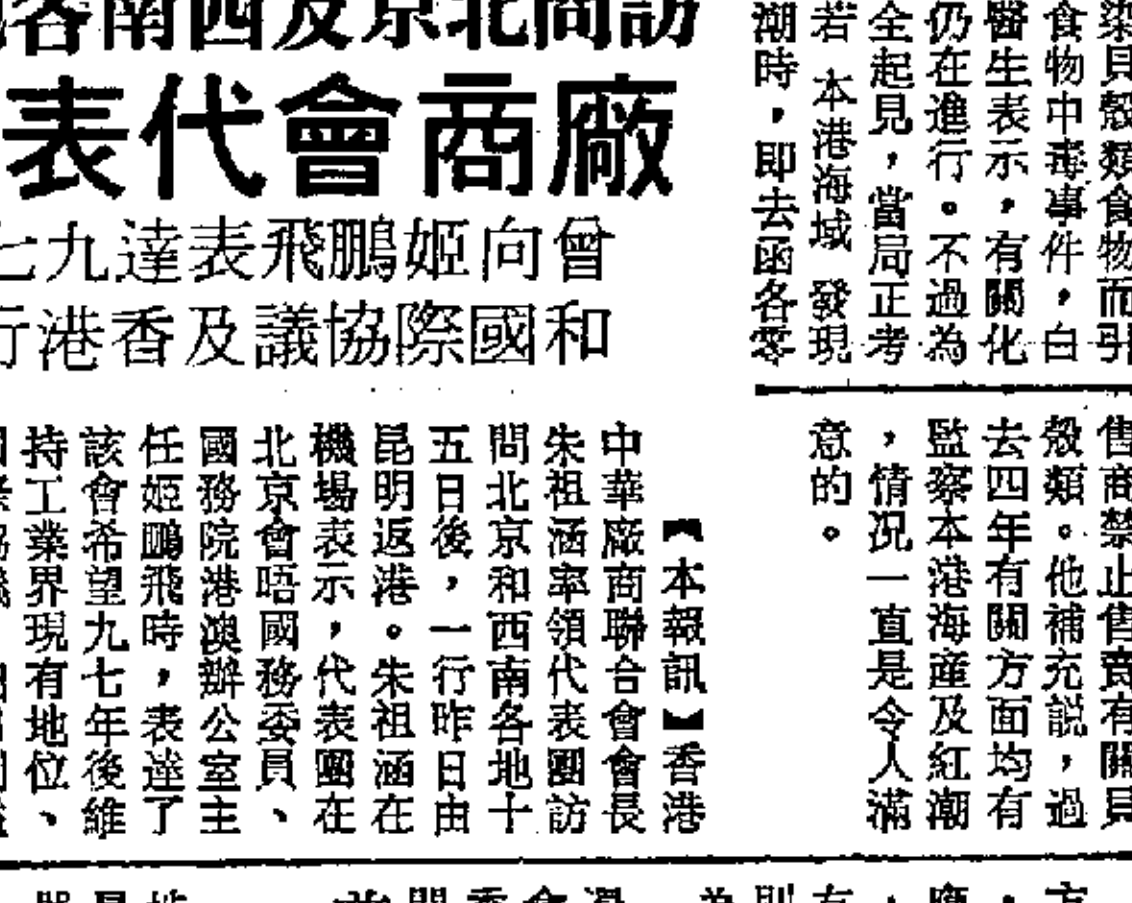 染貝殼類食物而引
食物中毒事件,白
醫生表示,有關化
仍在進行。不過為
全起見,當局正考
若本港海域發現
潮時,即去函各零
售商禁止售賣有關貝
殼類。他補充説,過
去四年有關方面均有
監察本港海產及紅潮
,情況一直是令人滿
意的。
訪問北京及西南各
廠商會代表
曾向姬鵬飛表達九七
和國際協議及香港行
【本報訊】香港
中華廠商聯合會會長
朱祖涵率領代表團訪
問北京和西南各地十
五日後,一行昨日由
昆明返港。朱祖涵在
機場表示,代表團在
北京會晤國務委員、
國務院港澳辦公室主
任姬鵬飛時,表達了
該會希望九七年後維
持工業界現有地位、